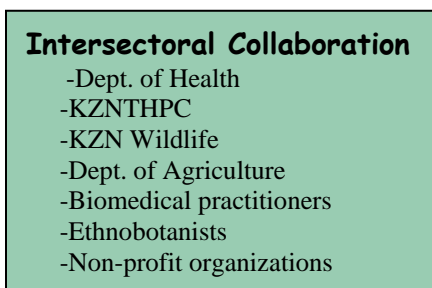 Intersectoral Collaboration
-Dept. of Health
-KZNTHPC
-KZN Wildlife
-Dept. of Agriculture
-Biomedical practitioners
-Ethnobotanists
-Non-profit organizations